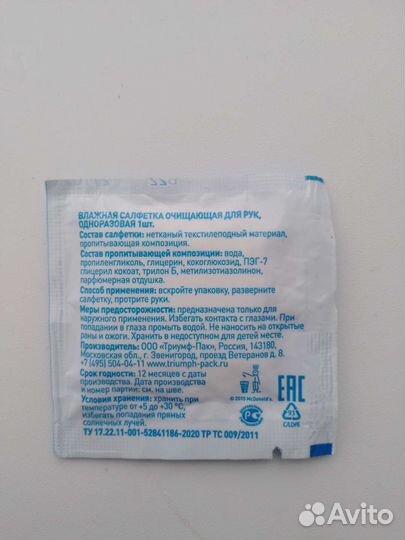 ВЛАЖНАЯ САЛФЕТКА ОЧИЩАЮЩАЯ ДЛЯ РУК,
ОДНОРАЗОВАЯ 1шт.
Состав салфетки: нетканый текстилеподный материал,
пропитывающая композиция.
Состав пропитывающей композиции: вода,
пропиленгликоль, глицерин, кокоглюкозид, ПЭГ-7
глицерил кокоат, трилон Б, метилизотиазолинон,
парфюмерная отдушка.
Способ применения: вскройте упаковку, разверните
салфетку, протрите руки.
Меры предосторожности: предназначена только для
наружного применения. Избегать контакта с глазами. При
попадании в глаза промыть водой. Не наносить на открытые
раны и ожоги. Хранить в недоступном для детей месте.
Производитель: ООО «Триумф-Пак», Россия, 143180,
Московская обл., г. Звенигород, проезд Ветеранов д. 8.
+7 (495) 504-04-11 www.triumph-pack.ru
Срок годности: 12 месяцев с даты
производства. Дата производства
и номер партии: см. на шве.
Условия хранения: хранить при
температуре от +5 до +30 °C,
избегать попадания прямых
солнечных лучей.
ТУ 17.22.11-001-52841186-2020 ТР ТС 009/2011
© 2015 McDonald's.
EAC
PC
91
C/LDPE
Avito